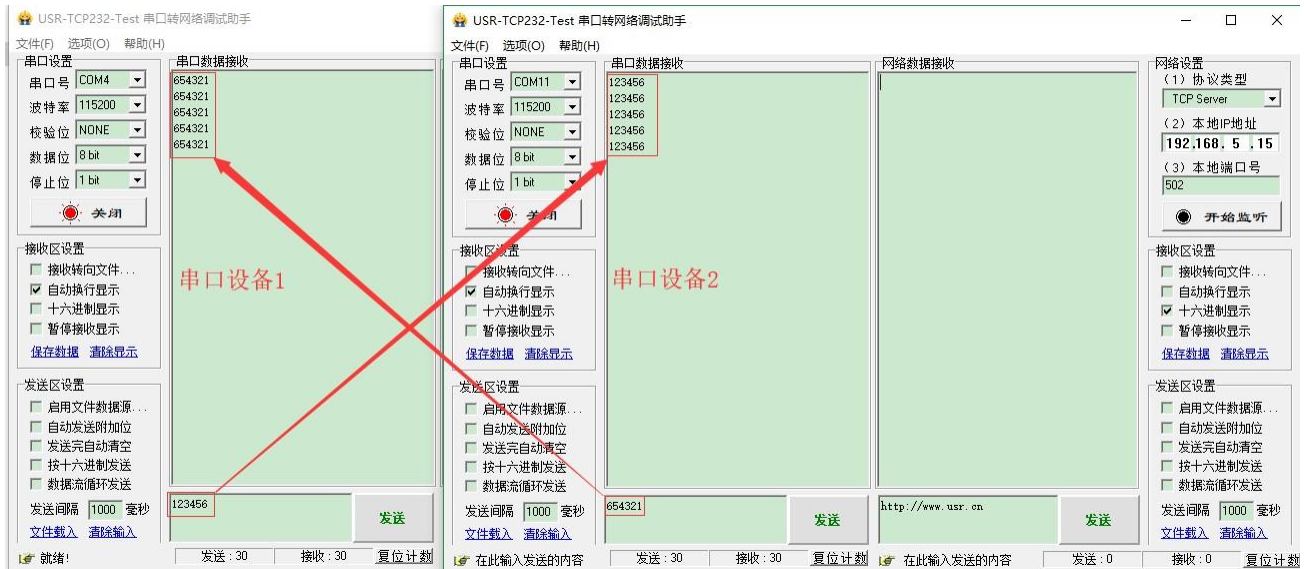 USR-TCP232-Test 串口转网络调试助手
文件(F) 选项(O) 帮助(H)
串口设置
串口号 COM4
波特率 115200
校验位 NONE
数据位 8 bit
停止位 1 bit
关闭
接收区设置
接收转向文件...
自动换行显示
十六进制显示
暂停接收显示
保存数据 清除显示
发送区设置
启用文件数据源...
自动发送附加位
发送完自动清空
按十六进制发送
数据流循环发送
发送间隔 1000 毫秒
文件载入 清除输入
就绪!
串口数据接收
654321
654321
654321
654321
654321
串口设备1
123456
发送
发送 : 30 接收 : 30 复位计数
USR-TCP232-Test 串口转网络调试助手
文件(F) 选项(O) 帮助(H)
串口设置
串口号 COM11
波特率 115200
校验位 NONE
数据位 8 bit
停止位 1 bit
关闭
接收区设置
接收转向文件...
自动换行显示
十六进制显示
暂停接收显示
保存数据 清除显示
发送区设置
启用文件数据源...
自动发送附加位
发送完自动清空
按十六进制发送
数据流循环发送
发送间隔 1000 毫秒
文件载入 清除输入
在此输入发送的内容
串口数据接收
123456
123456
123456
123456
123456
串口设备2
654321
发送
发送 : 30 接收 : 30 复位计数
网络数据接收
http://www.usr.cn
发送
在此输入发送的内容 发送 : 0 接收 : 0 复位计数
网络设置
(1) 协议类型
TCP Server
(2) 本地IP地址
192.168. 5 .15
(3) 本地端口号
502
开始监听
接收区设置
接收转向文件...
自动换行显示
十六进制显示
暂停接收显示
保存数据 清除显示
发送区设置
启用文件数据源...
自动发送附加位
发送完自动清空
按十六进制发送
数据流循环发送
发送间隔 1000 毫秒
文件载入 清除输入